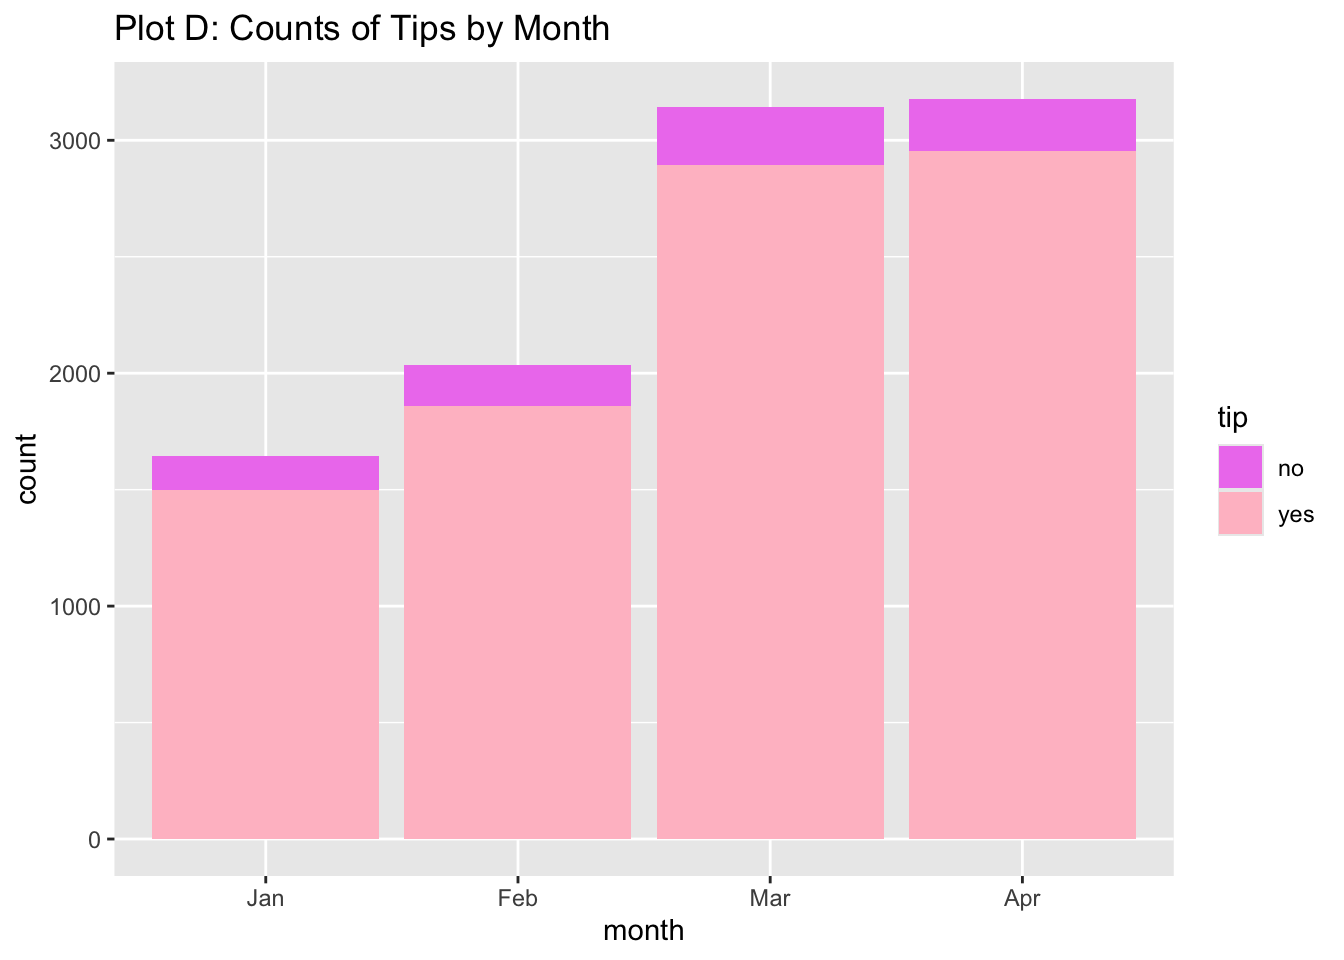 Plot D: Counts of Tips by Month
3000
2000
1000
0
count
Jan Feb Mar Apr
month
tip
no
yes